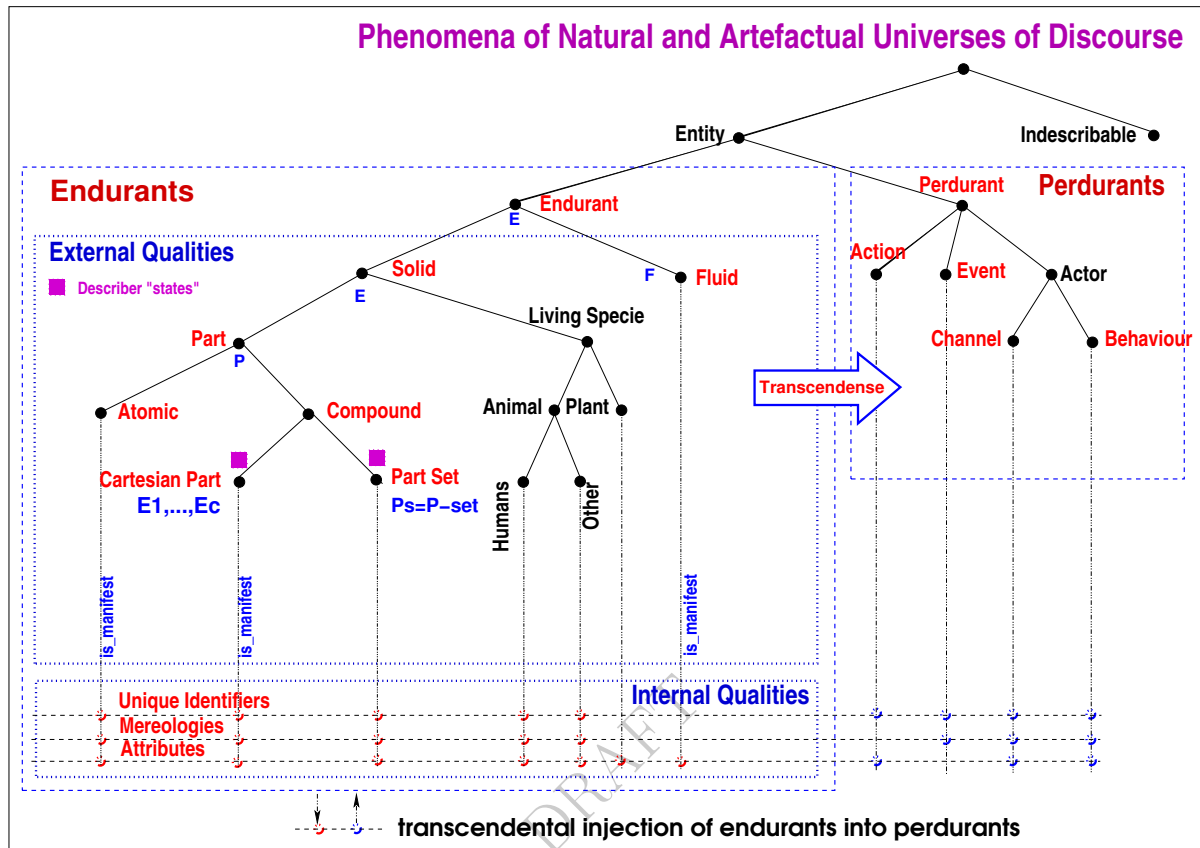 Phenomena of Natural and Artefactual Universes of Discourse
Entity
Indescribable
Endurants
Perdurant
Perdurants
Endurant
E
External Qualities
Action
Event
Actor
Solid
E
F
Fluid
Describer "states"
Living Specie
Part
P
Channel
Behaviour
Transcendense
Atomic
Compound
Animal
Plant
Cartesian Part
E1,...,Ec
Part Set
Ps=P-set
Humans
Other
is_manifest
is_manifest
is_manifest
Unique Identifiers
Internal Qualities
Mereologies
Attributes
DRAFT
transcendental injection of endurants into perdurants